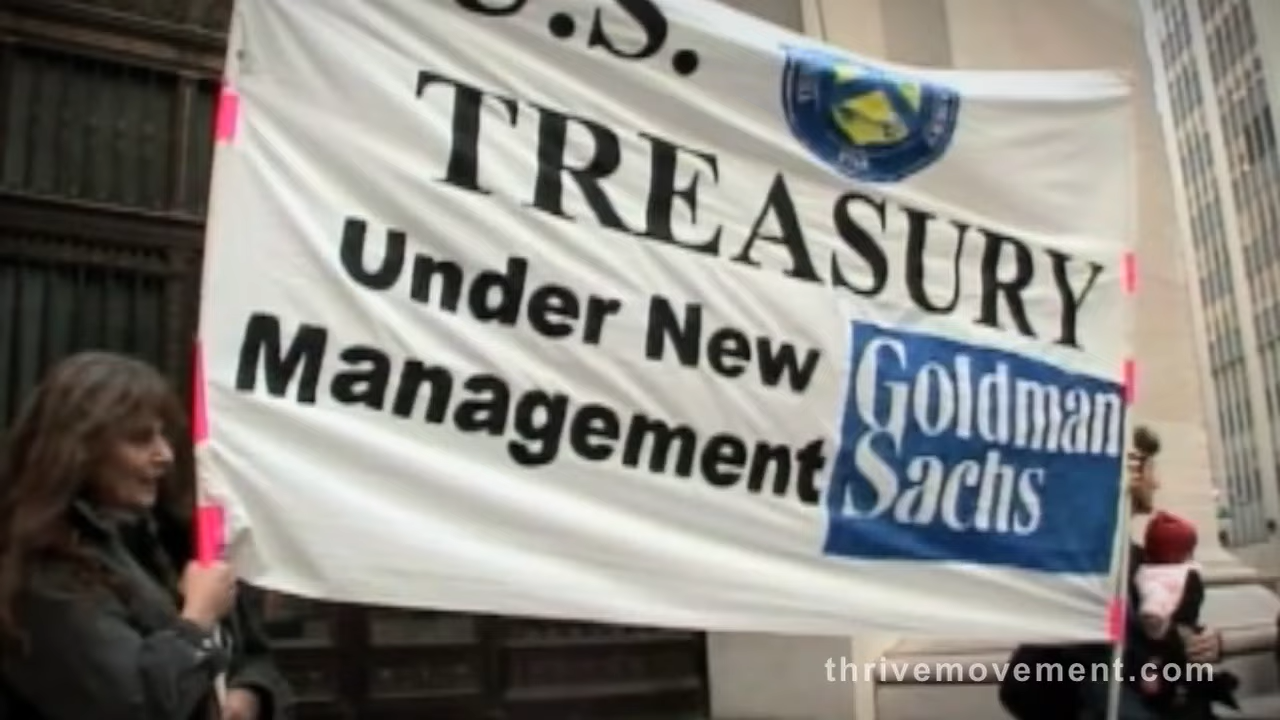 U.S.
TREASURY
Under New
Management
Goldman
Sachs
thrivemovement.com